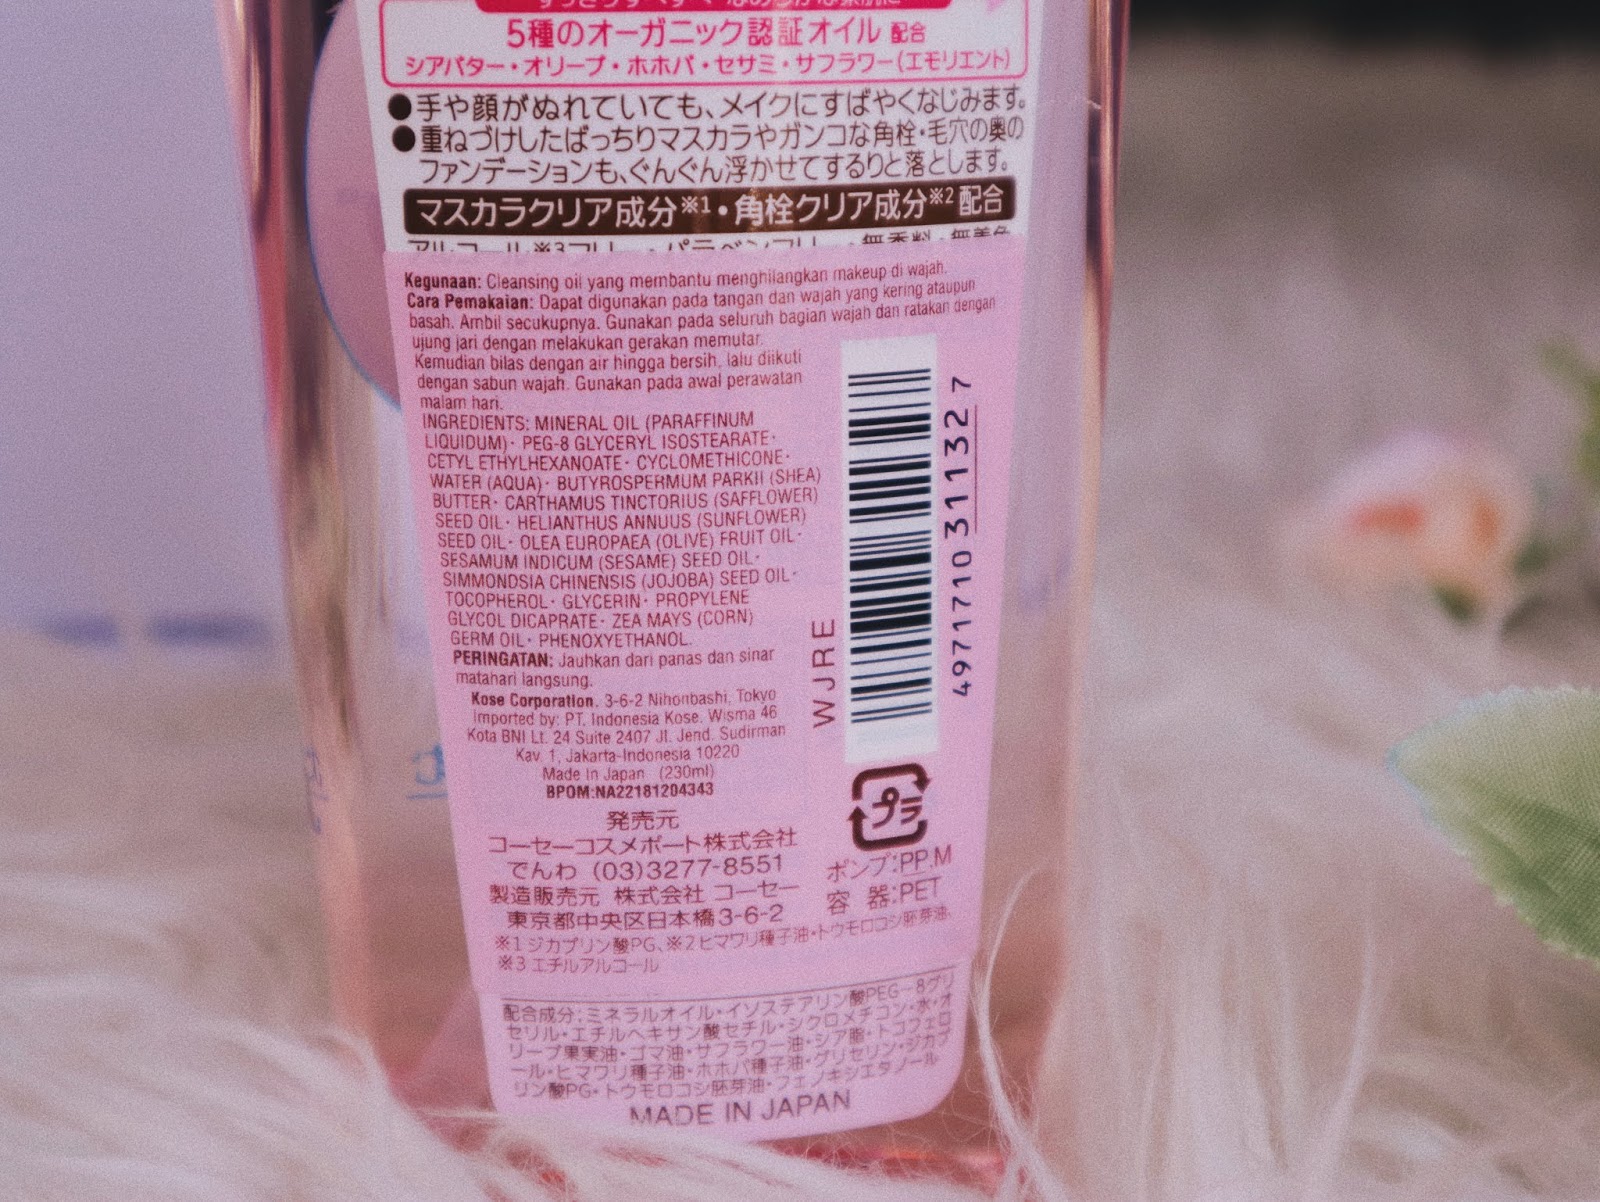 5種のオーガニック認証オイル 配合
シアバター・オリーブ・ホホバ・セサミ・サフラワー(エモリエント)
●手や顔がぬれていても、メイクにすばやくなじみます。
●重ねづけしたばっちりマスカラやガンコな角栓・毛穴の奥の
ファンデーションも、ぐんぐん浮かせてするりと落とします。
マスカラクリア成分※1・角栓クリア成分※2配合
アルコール※3フリー・パラベンフリー・無香料・無着色
Kegunaan: Cleansing oil yang membantu menghilangkan makeup di wajah.
Cara Pemakaian: Dapat digunakan pada tangan dan wajah yang kering ataupun
basah. Ambil secukupnya. Gunakan pada seluruh bagian wajah dan ratakan dengan
ujung jari dengan melakukan gerakan memutar.
Kemudian bilas dengan air hingga bersih, lalu diikuti
dengan sabun wajah. Gunakan pada awal perawatan
malam hari.
INGREDIENTS: MINERAL OIL (PARAFFINUM
LIQUIDUM)・ PEG-8 GLYCERYL ISOSTEARATE・
CETYL ETHYLHEXANOATE・ CYCLOMETHICONE・
WATER (AQUA)・ BUTYROSPERMUM PARKII (SHEA)
BUTTER・ CARTHAMUS TINCTORIUS (SAFFLOWER)
SEED OIL・ HELIANTHUS ANNUUS (SUNFLOWER)
SEED OIL・ OLEA EUROPAEA (OLIVE) FRUIT OIL・
SESAMUM INDICUM (SESAME) SEED OIL・
SIMMONDSIA CHINENSIS (JOJOBA) SEED OIL・
TOCOPHEROL・ GLYCERIN・ PROPYLENE
GLYCOL DICAPRATE・ ZEA MAYS (CORN)
GERM OIL・ PHENOXYETHANOL.
PERINGATAN: Jauhkan dari panas dan sinar
matahari langsung.
Kose Corporation. 3-6-2 Nihonbashi, Tokyo
Imported by: PT. Indonesia Kose. Wisma 46
Kota BNI Lt. 24 Suite 2407 Jl. Jend. Sudirman
Kav. 1, Jakarta-Indonesia 10220
Made In Japan (230ml)
BPOM:NA22181204343
WJRE
4971710 311327
プラ
ポンプ:PP,M
容 器:PET
発売元
コーセーコスメポート株式会社
でんわ (03)3277-8551
製造販売元 株式会社 コーセー
東京都中央区日本橋3-6-2
※1 ジカプリン酸PG、※2 ヒマワリ種子油・トウモロコシ胚芽油、
※3 エチルアルコール
配合成分:ミネラルオイル・イソステアリン酸PEG-8グリ
セリル・エチルヘキサン酸セチル・シクロメチコン・水・オ
リーブ果実油・ゴマ油・サフラワー油・シア脂・トコフェロ
ール・ヒマワリ種子油・ホホバ種子油・グリセリン・ジカプ
リン酸PG・トウモロコシ胚芽油・フェノキシエタノール
MADE IN JAPAN